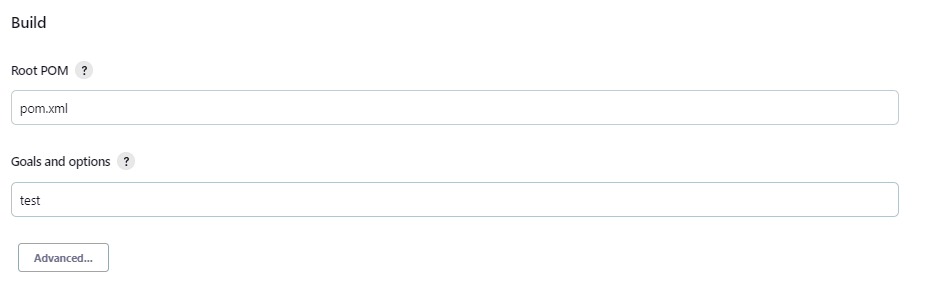 Build
Root POM ?
pom.xml
Goals and options ?
test
Advanced...